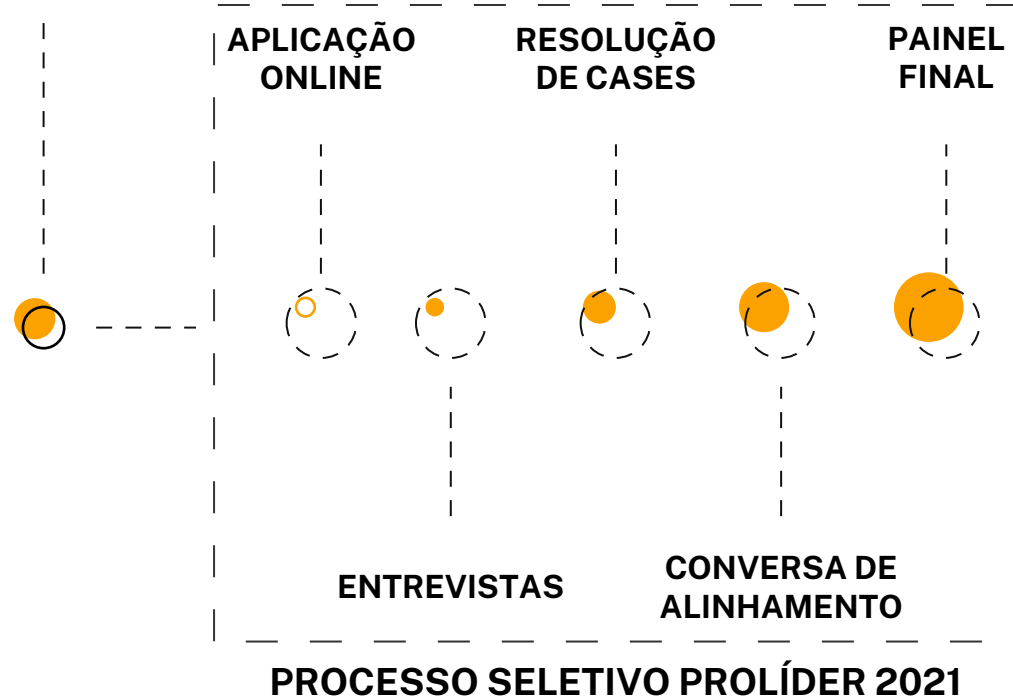 APLICAÇÃO
ONLINE
RESOLUÇÃO
DE CASES
PAINEL
FINAL
ENTREVISTAS
CONVERSA DE
ALINHAMENTO
PROCESSO SELETIVO PROLÍDER 2021